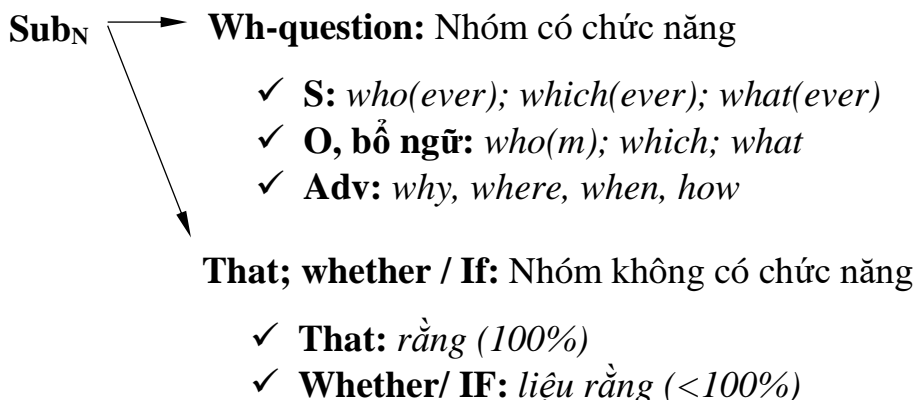 Sub_N Wh-question: Nhóm có chức năng
✓ S: who(ever); which(ever); what(ever)
✓ O, bổ ngữ: who(m); which; what
✓ Adv: why, where, when, how
That; whether / If: Nhóm không có chức năng
✓ That: rằng (100%)
✓ Whether/ IF: liệu rằng (<100%)